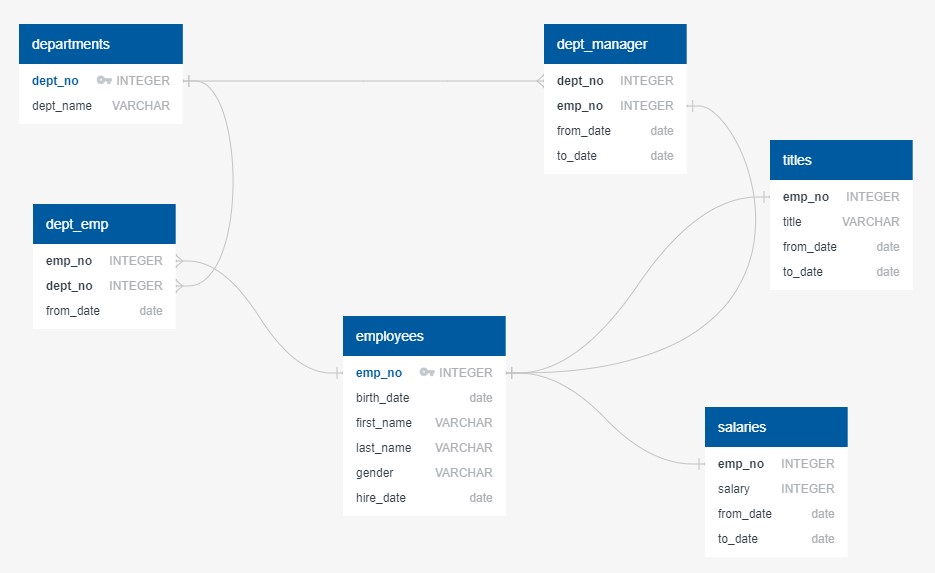 departments
dept_no INTEGER
dept_name VARCHAR
dept_manager
dept_no INTEGER
emp_no INTEGER
from_date date
to_date date
titles
emp_no INTEGER
title VARCHAR
from_date date
to_date date
dept_emp
emp_no INTEGER
dept_no INTEGER
from_date date
employees
emp_no INTEGER
birth_date date
first_name VARCHAR
last_name VARCHAR
gender VARCHAR
hire_date date
salaries
emp_no INTEGER
salary INTEGER
from_date date
to_date date